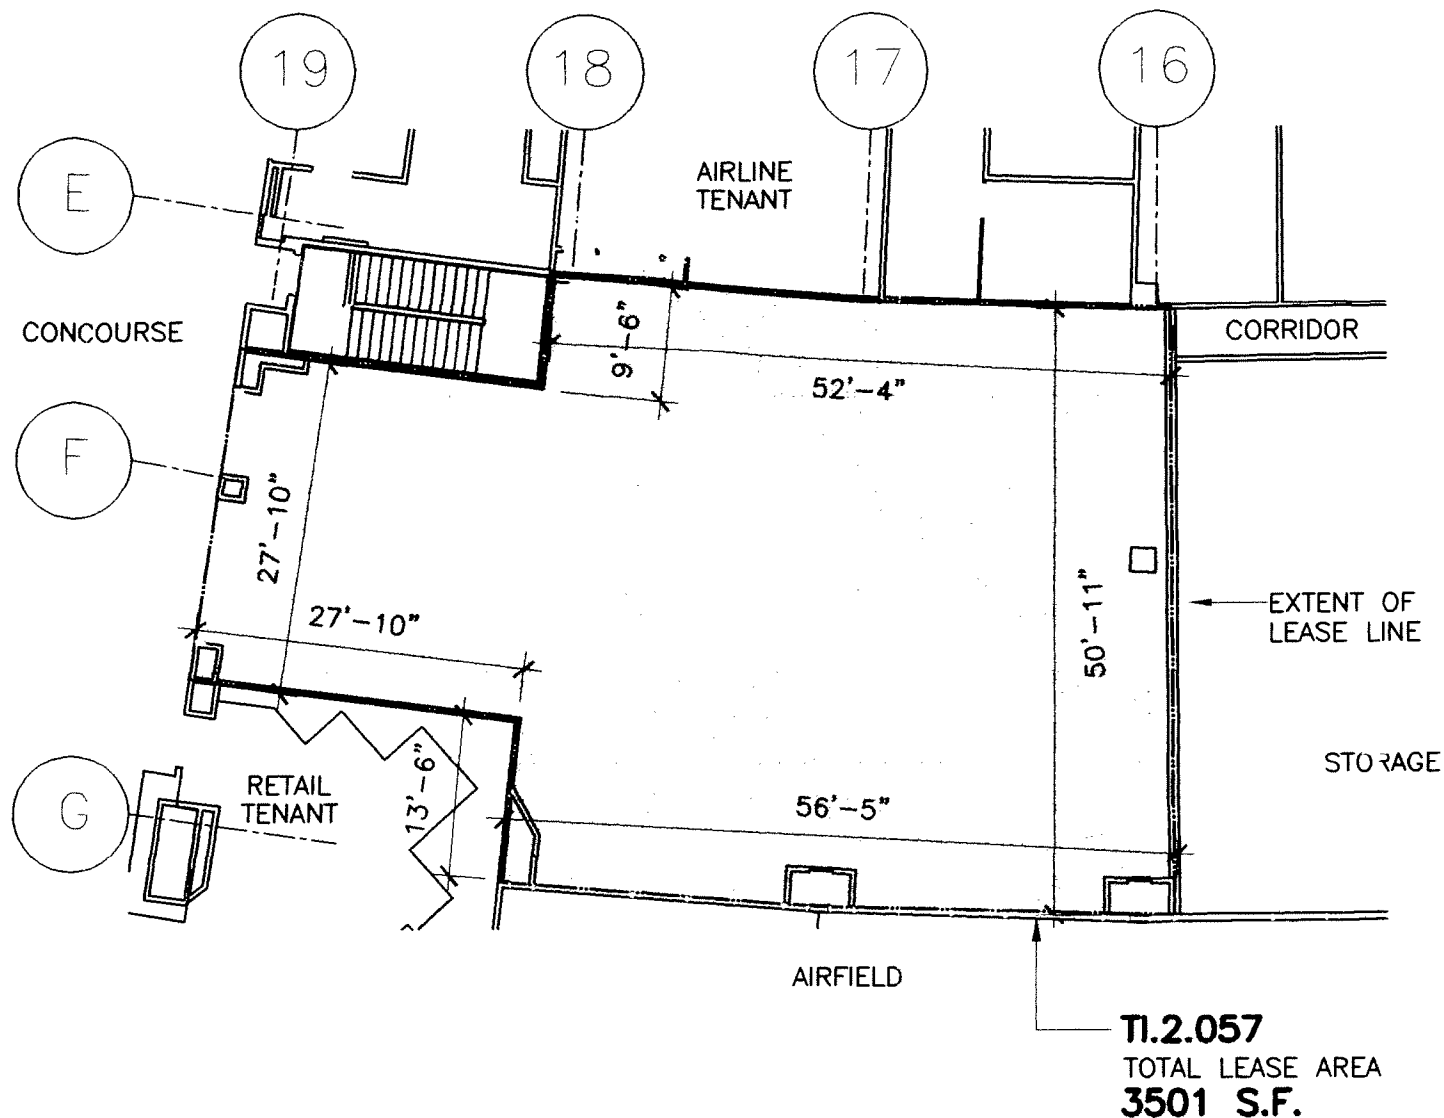 19
18
17
16
E
AIRLINE
TENANT
CONCOURSE
CORRIDOR
9'-6"
52'-4"
F
27'-10"
27'-10"
50'-11"
EXTENT OF
LEASE LINE
STORAGE
RETAIL
TENANT
13'-6"
56'-5"
G
AIRFIELD
T1.2.057
TOTAL LEASE AREA
3501 S.F.